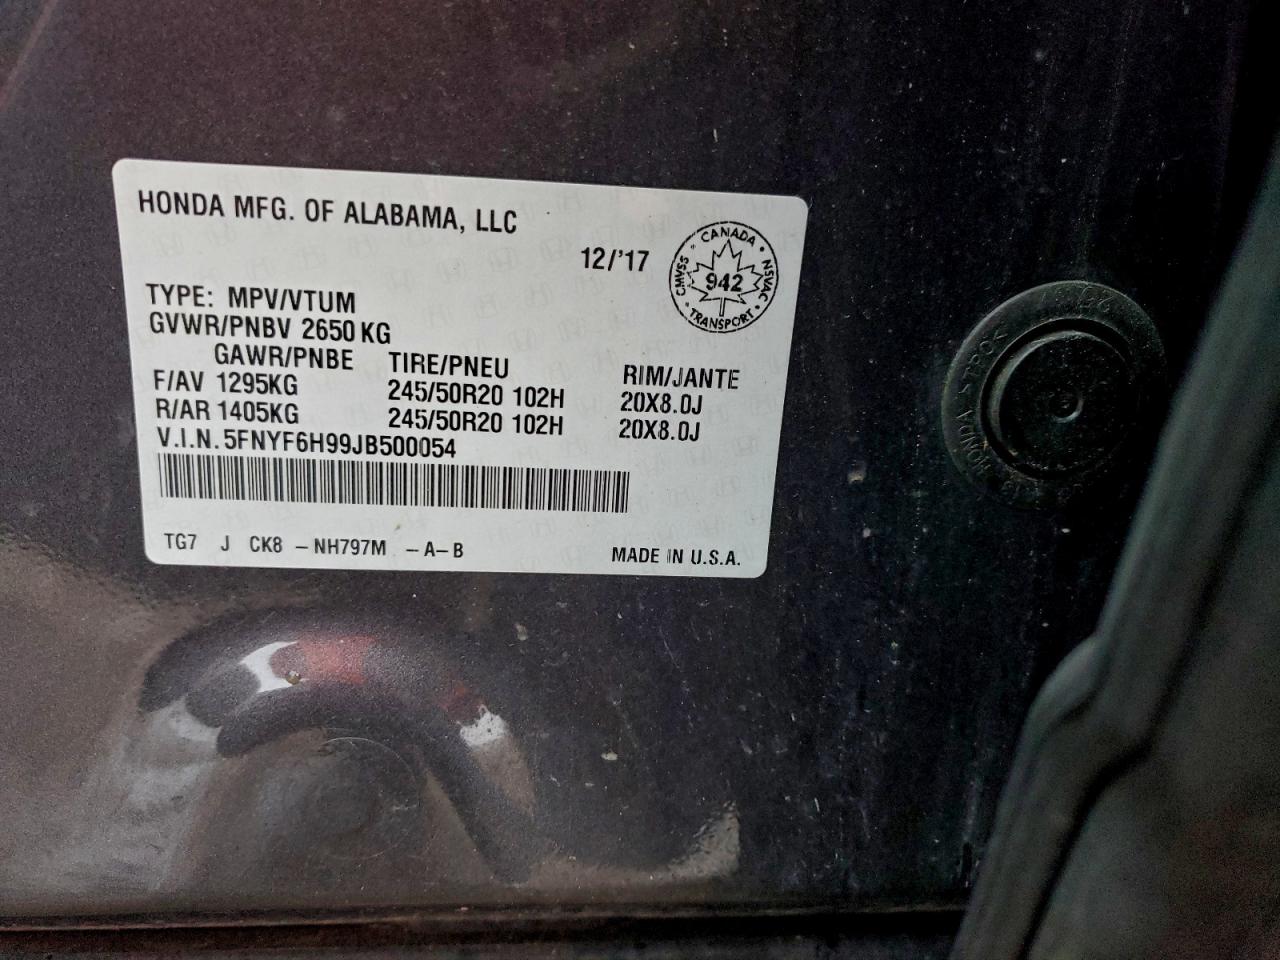 HONDA MFG. OF ALABAMA, LLC
12/'17
CANADA
CMVSS 942 NSVAC
TRANSPORT
TYPE: MPV/VTUM
GVWR/PNBV 2650 KG
GAWR/PNBE TIRE/PNEU RIM/JANTE
F/AV 1295KG 245/50R20 102H 20X8.0J
R/AR 1405KG 245/50R20 102H 20X8.0J
V.I.N. 5FNYF6H99JB500054
TG7 J CK8 -NH797M -A-B MADE IN U.S.A.
HONDA